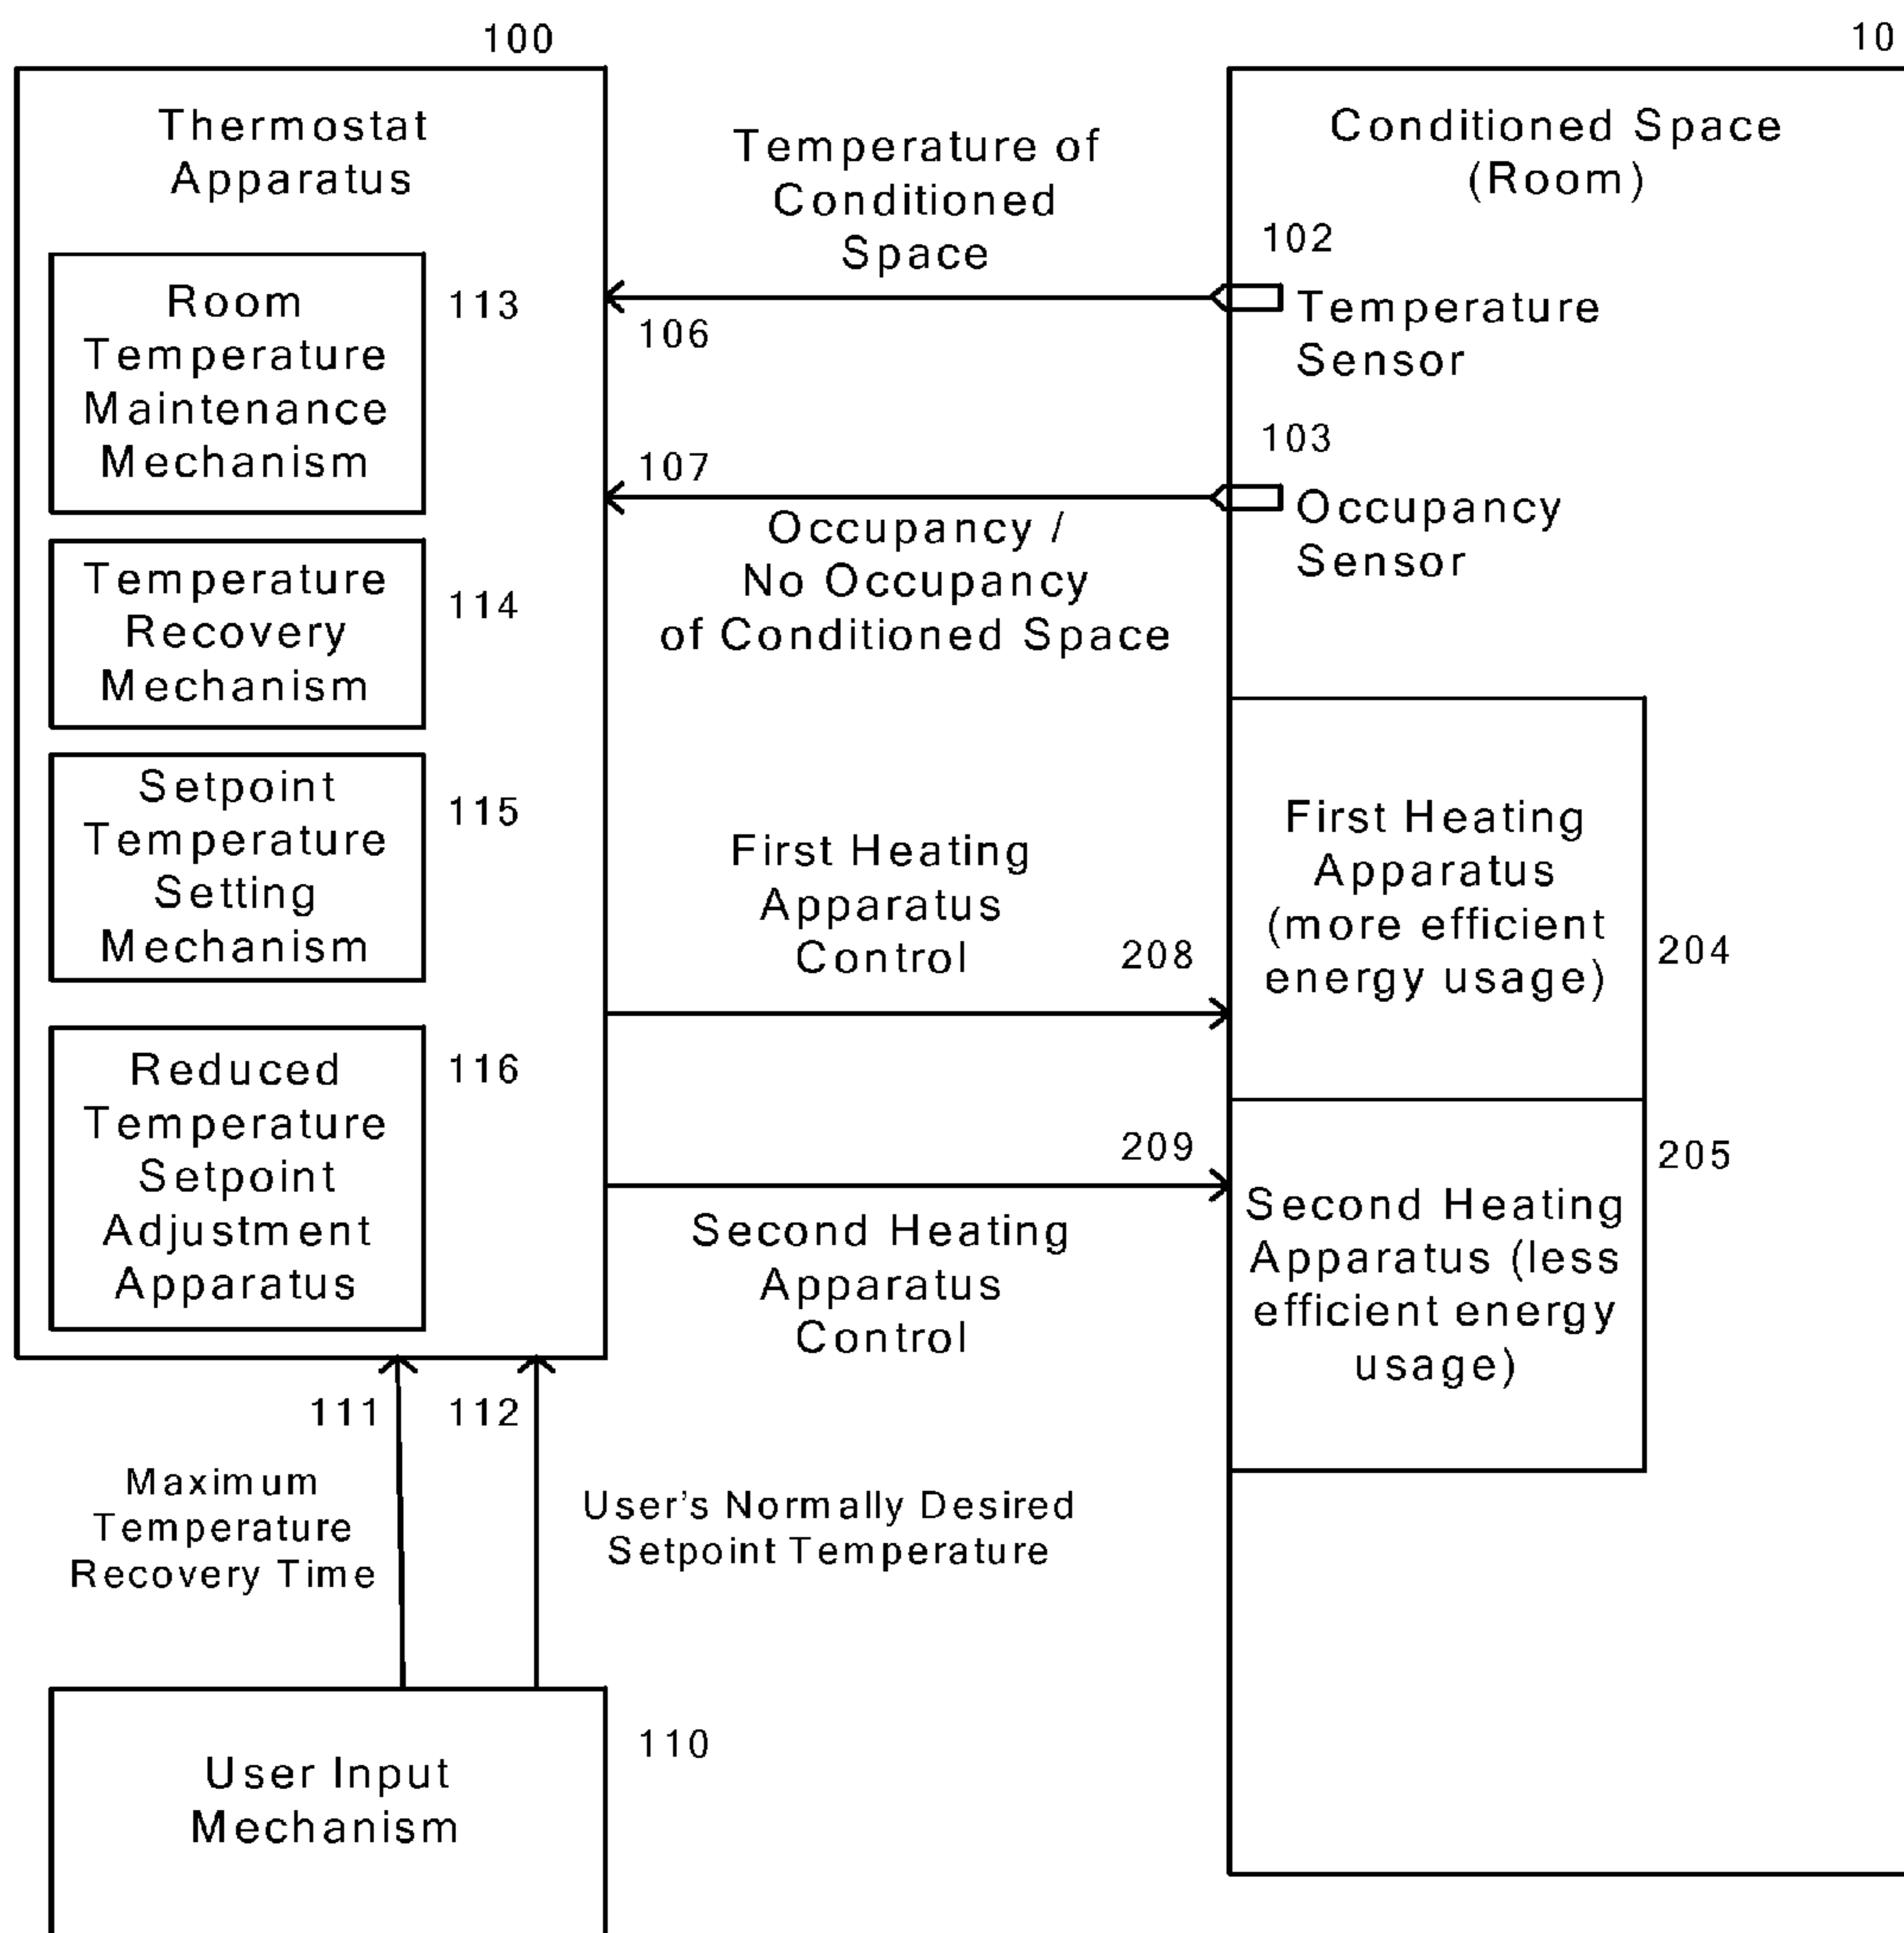 100
Thermostat
Apparatus
Room
Temperature
Maintenance
Mechanism
113
Temperature
Recovery
Mechanism
114
Setpoint
Temperature
Setting
Mechanism
115
Reduced
Temperature
Setpoint
Adjustment
Apparatus
116
Temperature of
Conditioned
Space
106
107
Occupancy /
No Occupancy
of Conditioned Space
First Heating
Apparatus
Control
208
209
Second Heating
Apparatus
Control
10
Conditioned Space
(Room)
102
Temperature
Sensor
103
Occupancy
Sensor
First Heating
Apparatus
(more efficient
energy usage)
204
205
Second Heating
Apparatus (less
efficient energy
usage)
111
112
Maximum
Temperature
Recovery Time
User's Normally Desired
Setpoint Temperature
110
User Input
Mechanism